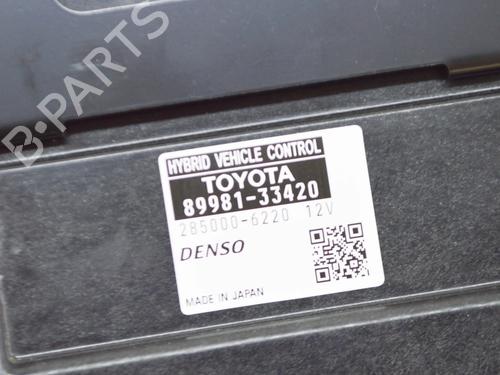 B-PARTS
HYBRID VEHICLE CONTROL
TOYOTA
89981-33420
285000-6220 12V
DENSO
MADE IN JAPAN